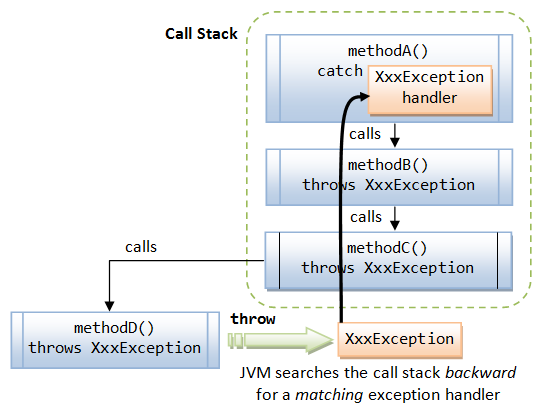 Call Stack
methodA()
catch
XxxException
handler
calls
methodB()
throws XxxException
calls
methodC()
throws XxxException
calls
methodD()
throws XxxException
throw
XxxException
JVM searches the call stack backward
for a matching exception handler